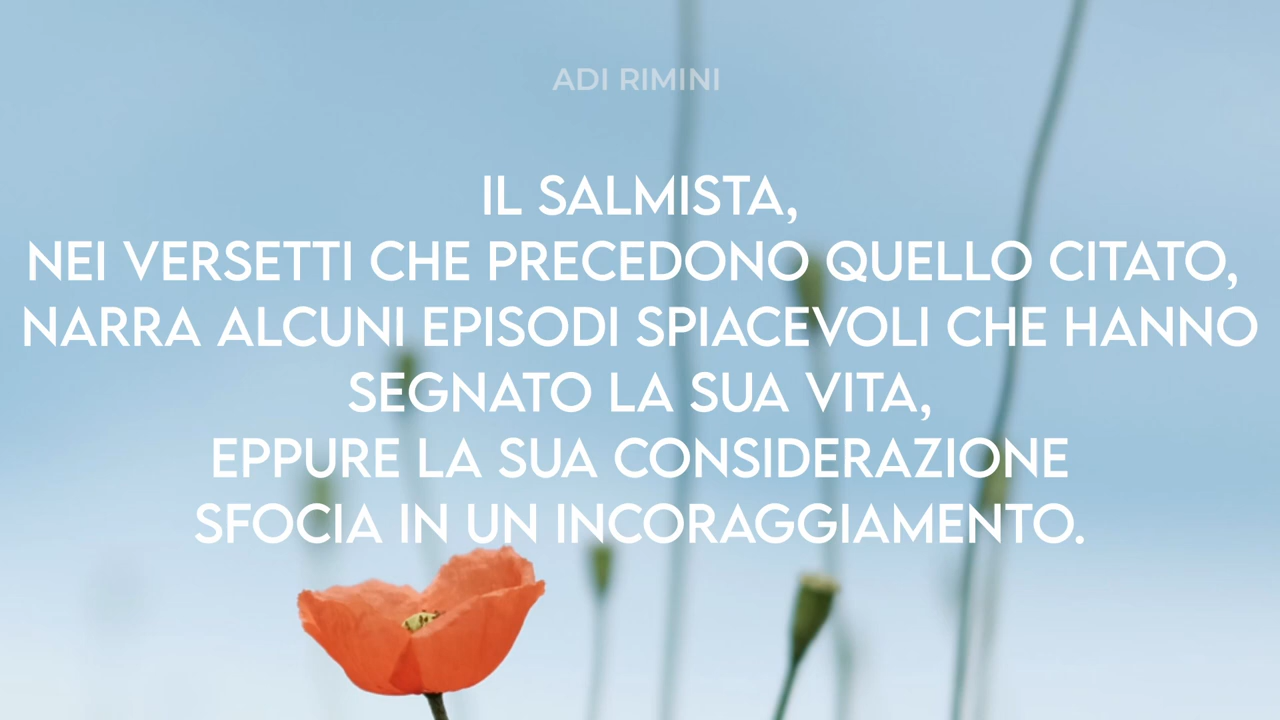 ADI RIMINI
IL SALMISTA,
NEI VERSETTI CHE PRECEDONO QUELLO CITATO,
NARRA ALCUNI EPISODI SPIACEVOLI CHE HANNO
SEGNATO LA SUA VITA,
EPPURE LA SUA CONSIDERAZIONE
SFOCIA IN UN INCORAGGIAMENTO.